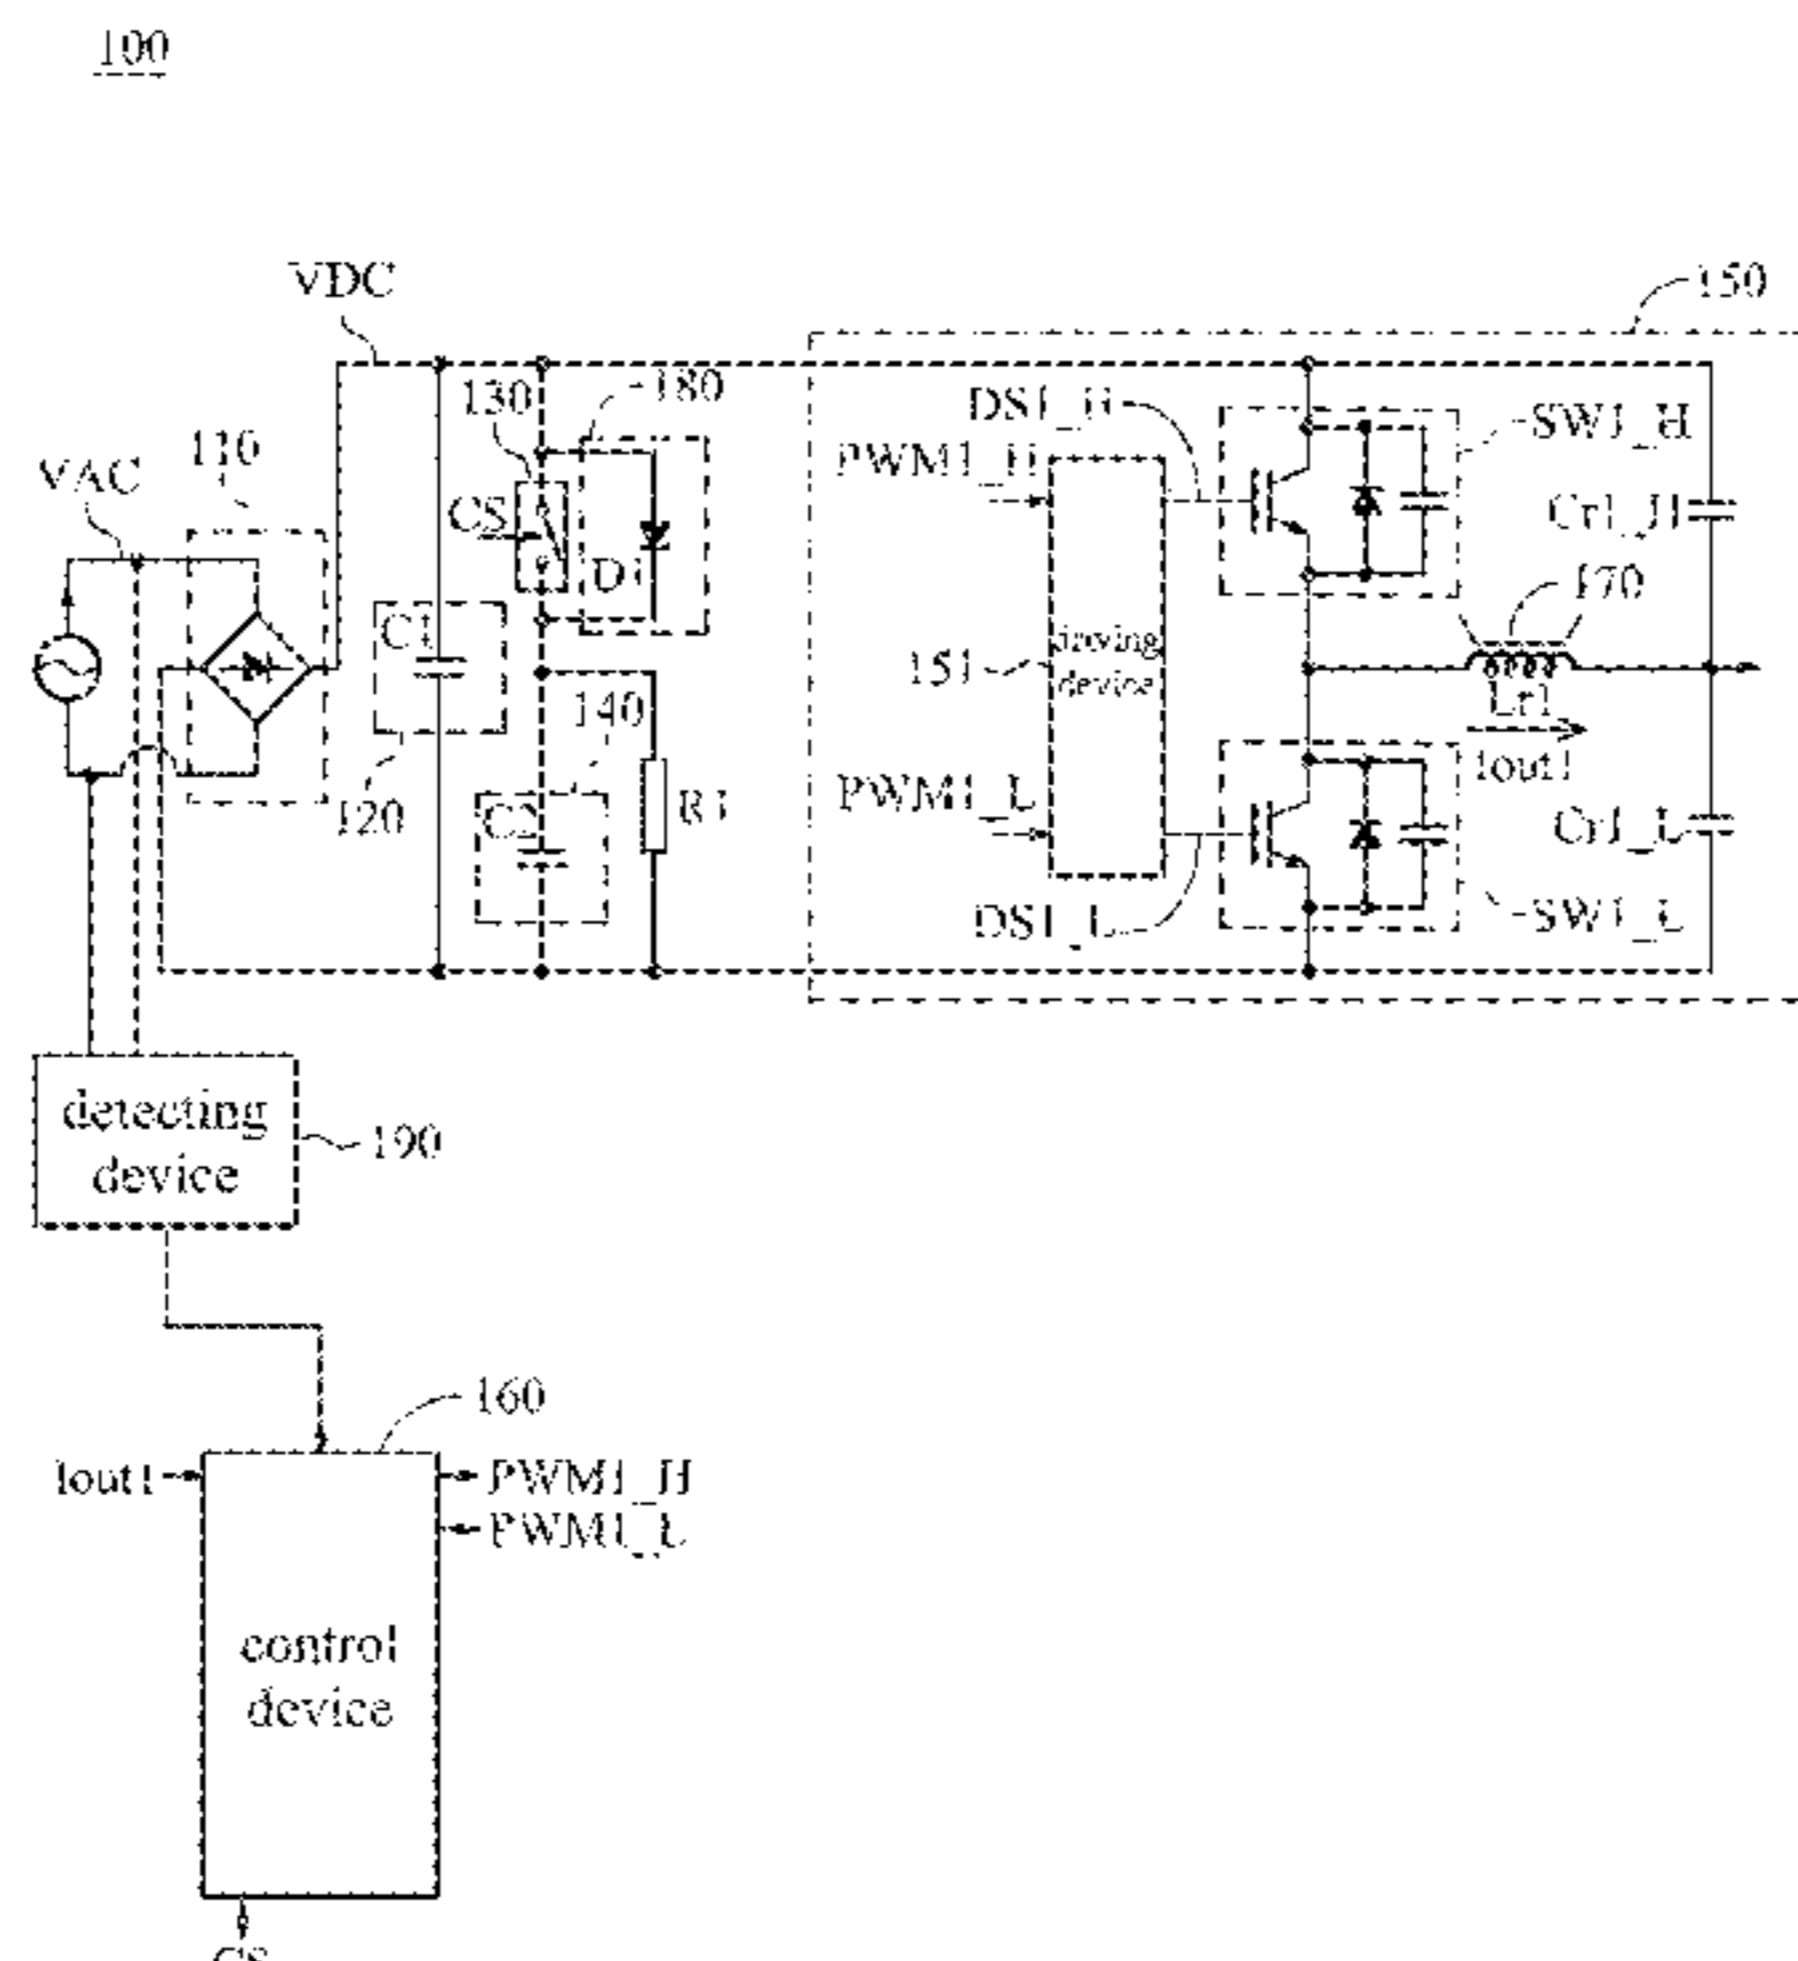 100
VDC
150
130
180
DS1_H
SW1_H
110
PWM1_H
VAC
CS
Cr1_H
D1
170
C1
151
driving
device
Lr1
140
Iout1
120
C2
R1
PWM1_L
Cr1_L
DS1_L
SW1_L
detecting
device
190
160
Iout1
PWM1_H
PWM1_L
control
device
CS